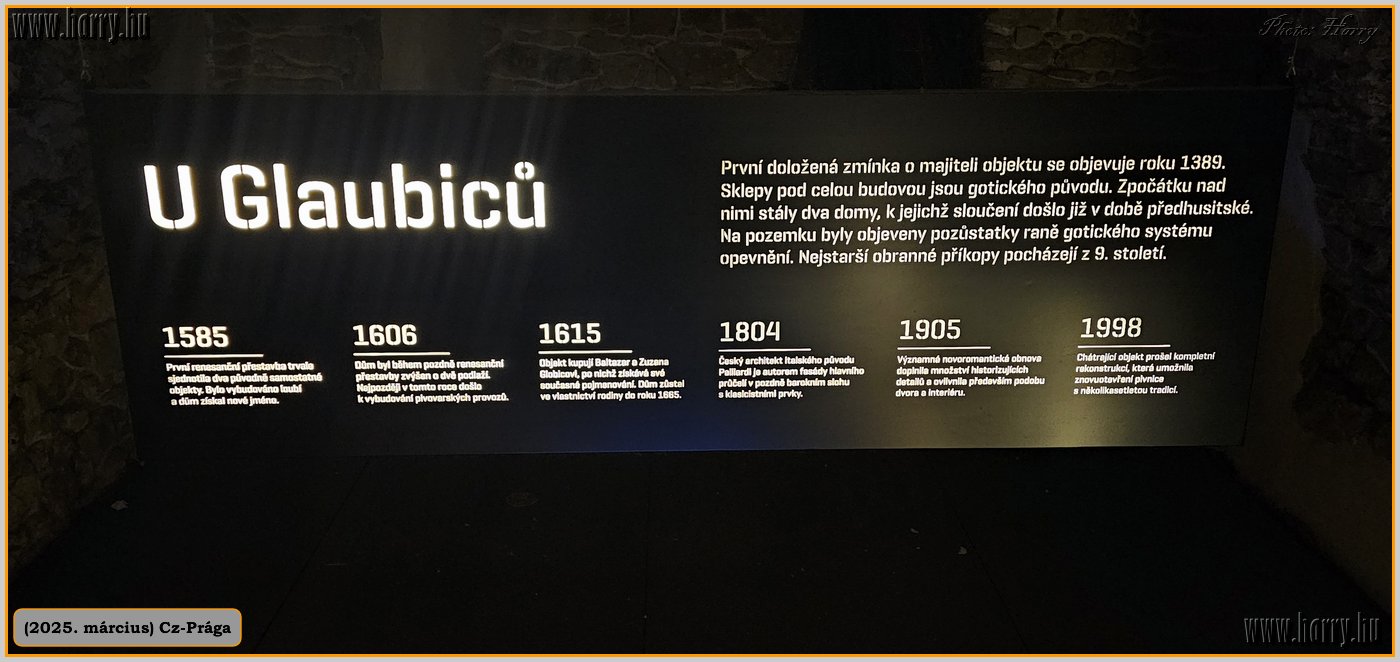 www.harry.hu
Photo: Harry
U Glaubiců
První doložená zmínka o majiteli objektu se objevuje roku 1389.
Sklepy pod celou budovou jsou gotického původu. Zpočátku nad
nimi stály dva domy, k jejichž sloučení došlo již v době předhusitské.
Na pozemku byly objeveny pozůstatky raně gotického systému
opevnění. Nejstarší obranné příkopy pocházejí z 9. století.
1585
První renesanční přestavba trvale
sjednotila dva původně samostatné
objekty. Bylo vybudováno loubí
a dům získal nové jméno.
1606
Dům byl během pozdně renesanční
přestavby zvýšen o dvě podlaží.
Nejpozději v tomto roce došlo
k vybudování pivovarských provozů.
1615
Objekt kupují Baltazar a Zuzana
Globicovi, po nichž získává své
současné pojmenování. Dům zůstal
ve vlastnictví rodiny do roku 1665.
1804
Český architekt italského původu
Palliardi je autorem fasády hlavního
průčelí v pozdně barokním slohu
s klasicistními prvky.
1905
Významné novoromantické obnova
doplnila množství historizujících
detailů a ovlivnila především podobu
dvora a interiéru.
1998
Chátrající objekt prošel kompletní
rekonstrukcí, která umožnila
znovuotevření pivnice
s několikasetletou tradicí.
(2025. március) Cz-Prága
www.harry.hu